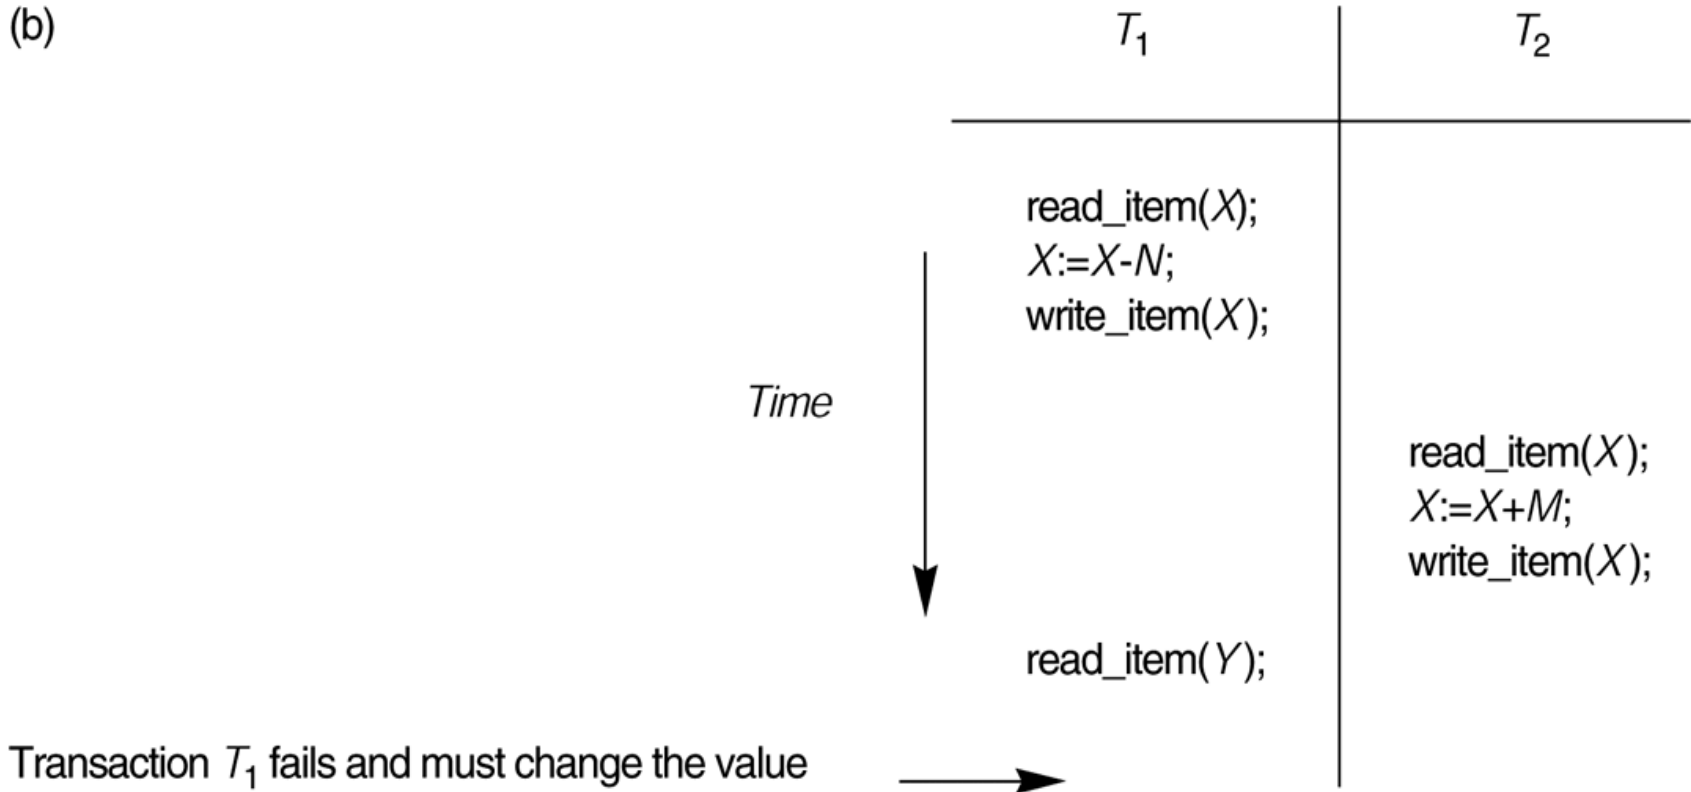 (b)
T1 T2
read_item(X);
X:=X-N;
write_item(X);
Time
read_item(X);
X:=X+M;
write_item(X);
read_item(Y);
Transaction T1 fails and must change the value